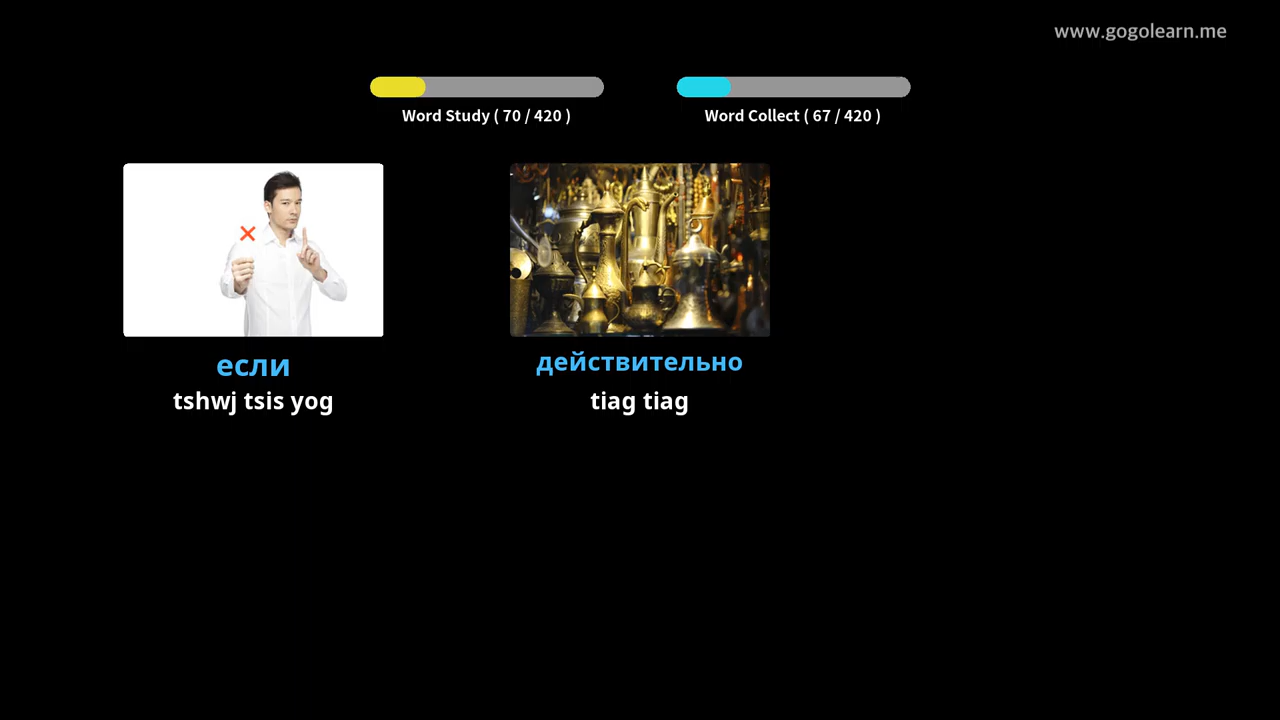 www.gogolearn.me
Word Study ( 70 / 420 )
Word Collect ( 67 / 420 )
если
tshwj tsis yog
действительно
tiag tiag